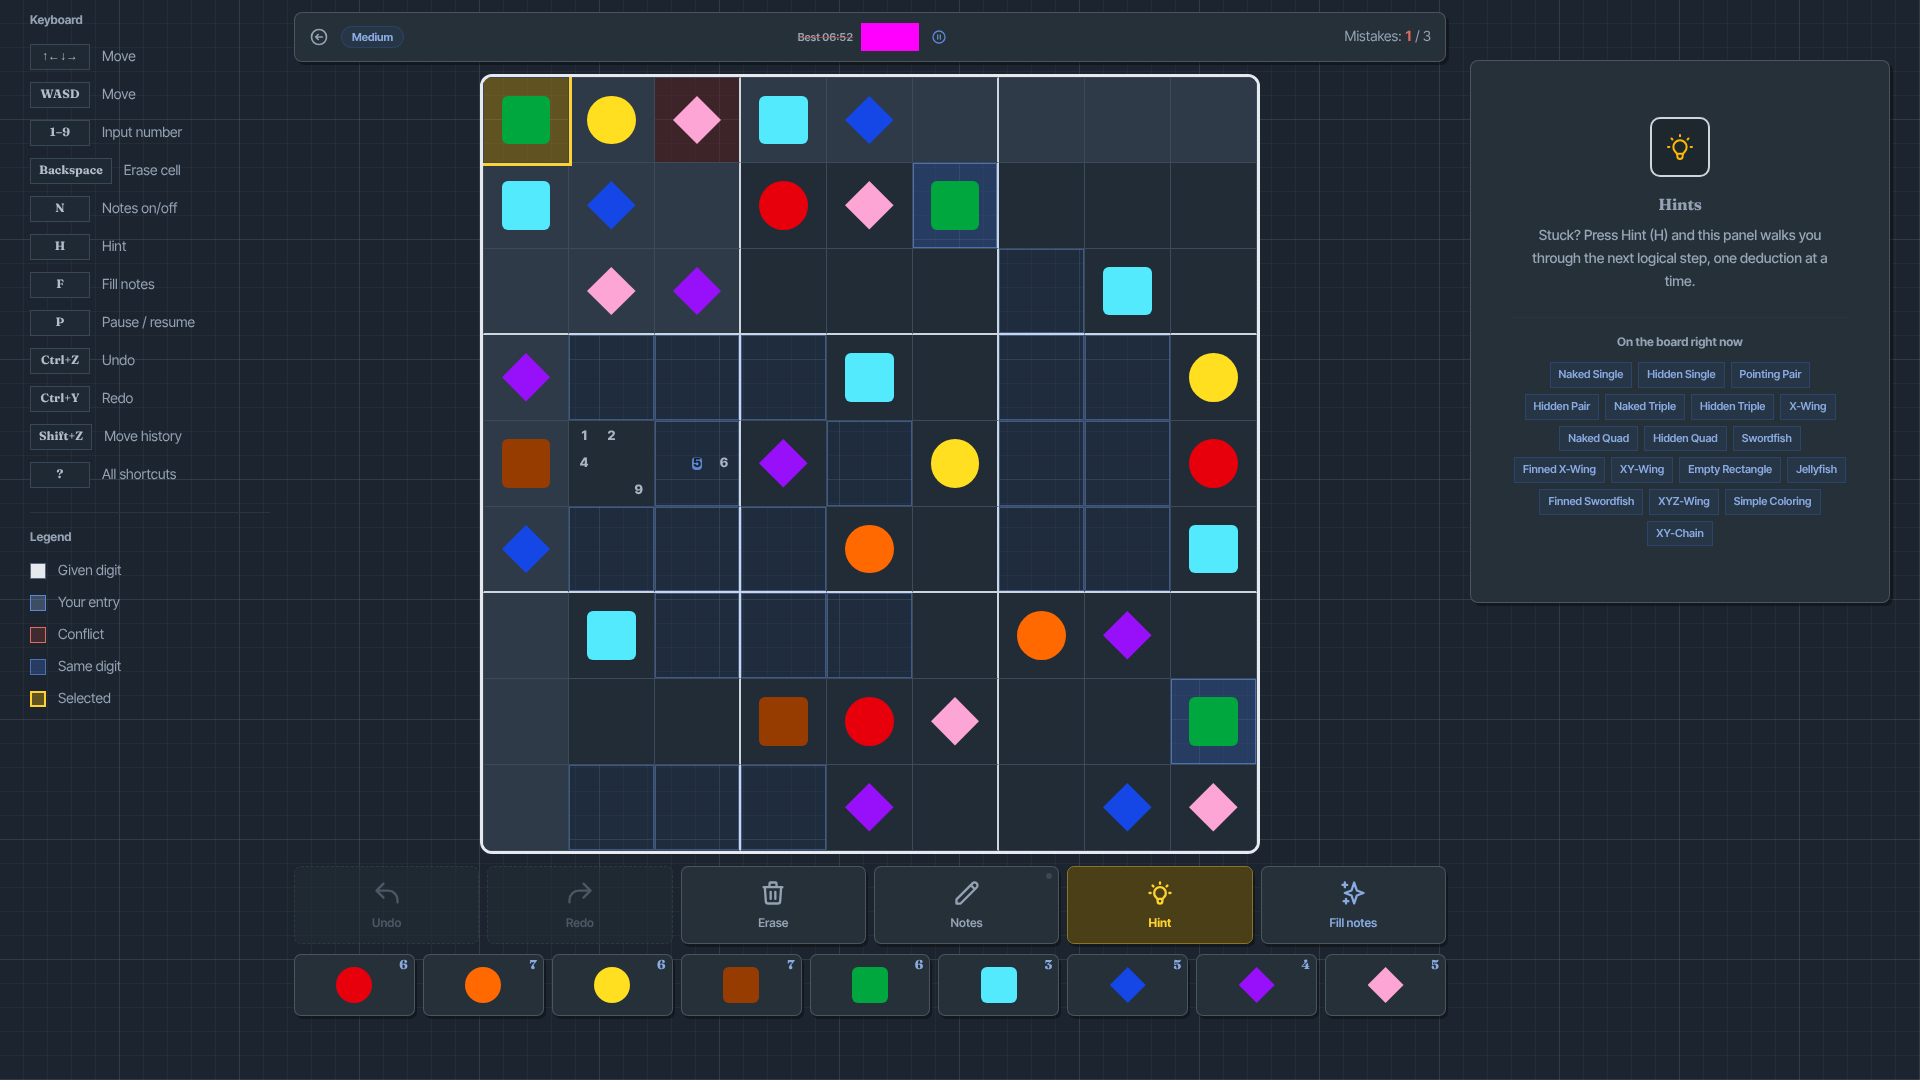 Keyboard
↑←↓→ Move
WASD Move
1–9 Input number
Backspace Erase cell
N Notes on/off
H Hint
F Fill notes
P Pause / resume
Ctrl+Z Undo
Ctrl+Y Redo
Shift+Z Move history
? All shortcuts
Legend
Given digit
Your entry
Conflict
Same digit
Selected
Medium
Best 06:52
Mistakes: 1 / 3
1 2
4 5 6
9
Undo
Redo
Erase
Notes
Hint
Fill notes
6 7 6 7 6 3 5 4 5
Hints
Stuck? Press Hint (H) and this panel walks you
through the next logical step, one deduction at a
time.
On the board right now
Naked Single Hidden Single Pointing Pair
Hidden Pair Naked Triple Hidden Triple X-Wing
Naked Quad Hidden Quad Swordfish
Finned X-Wing XY-Wing Empty Rectangle Jellyfish
Finned Swordfish XYZ-Wing Simple Coloring
XY-Chain